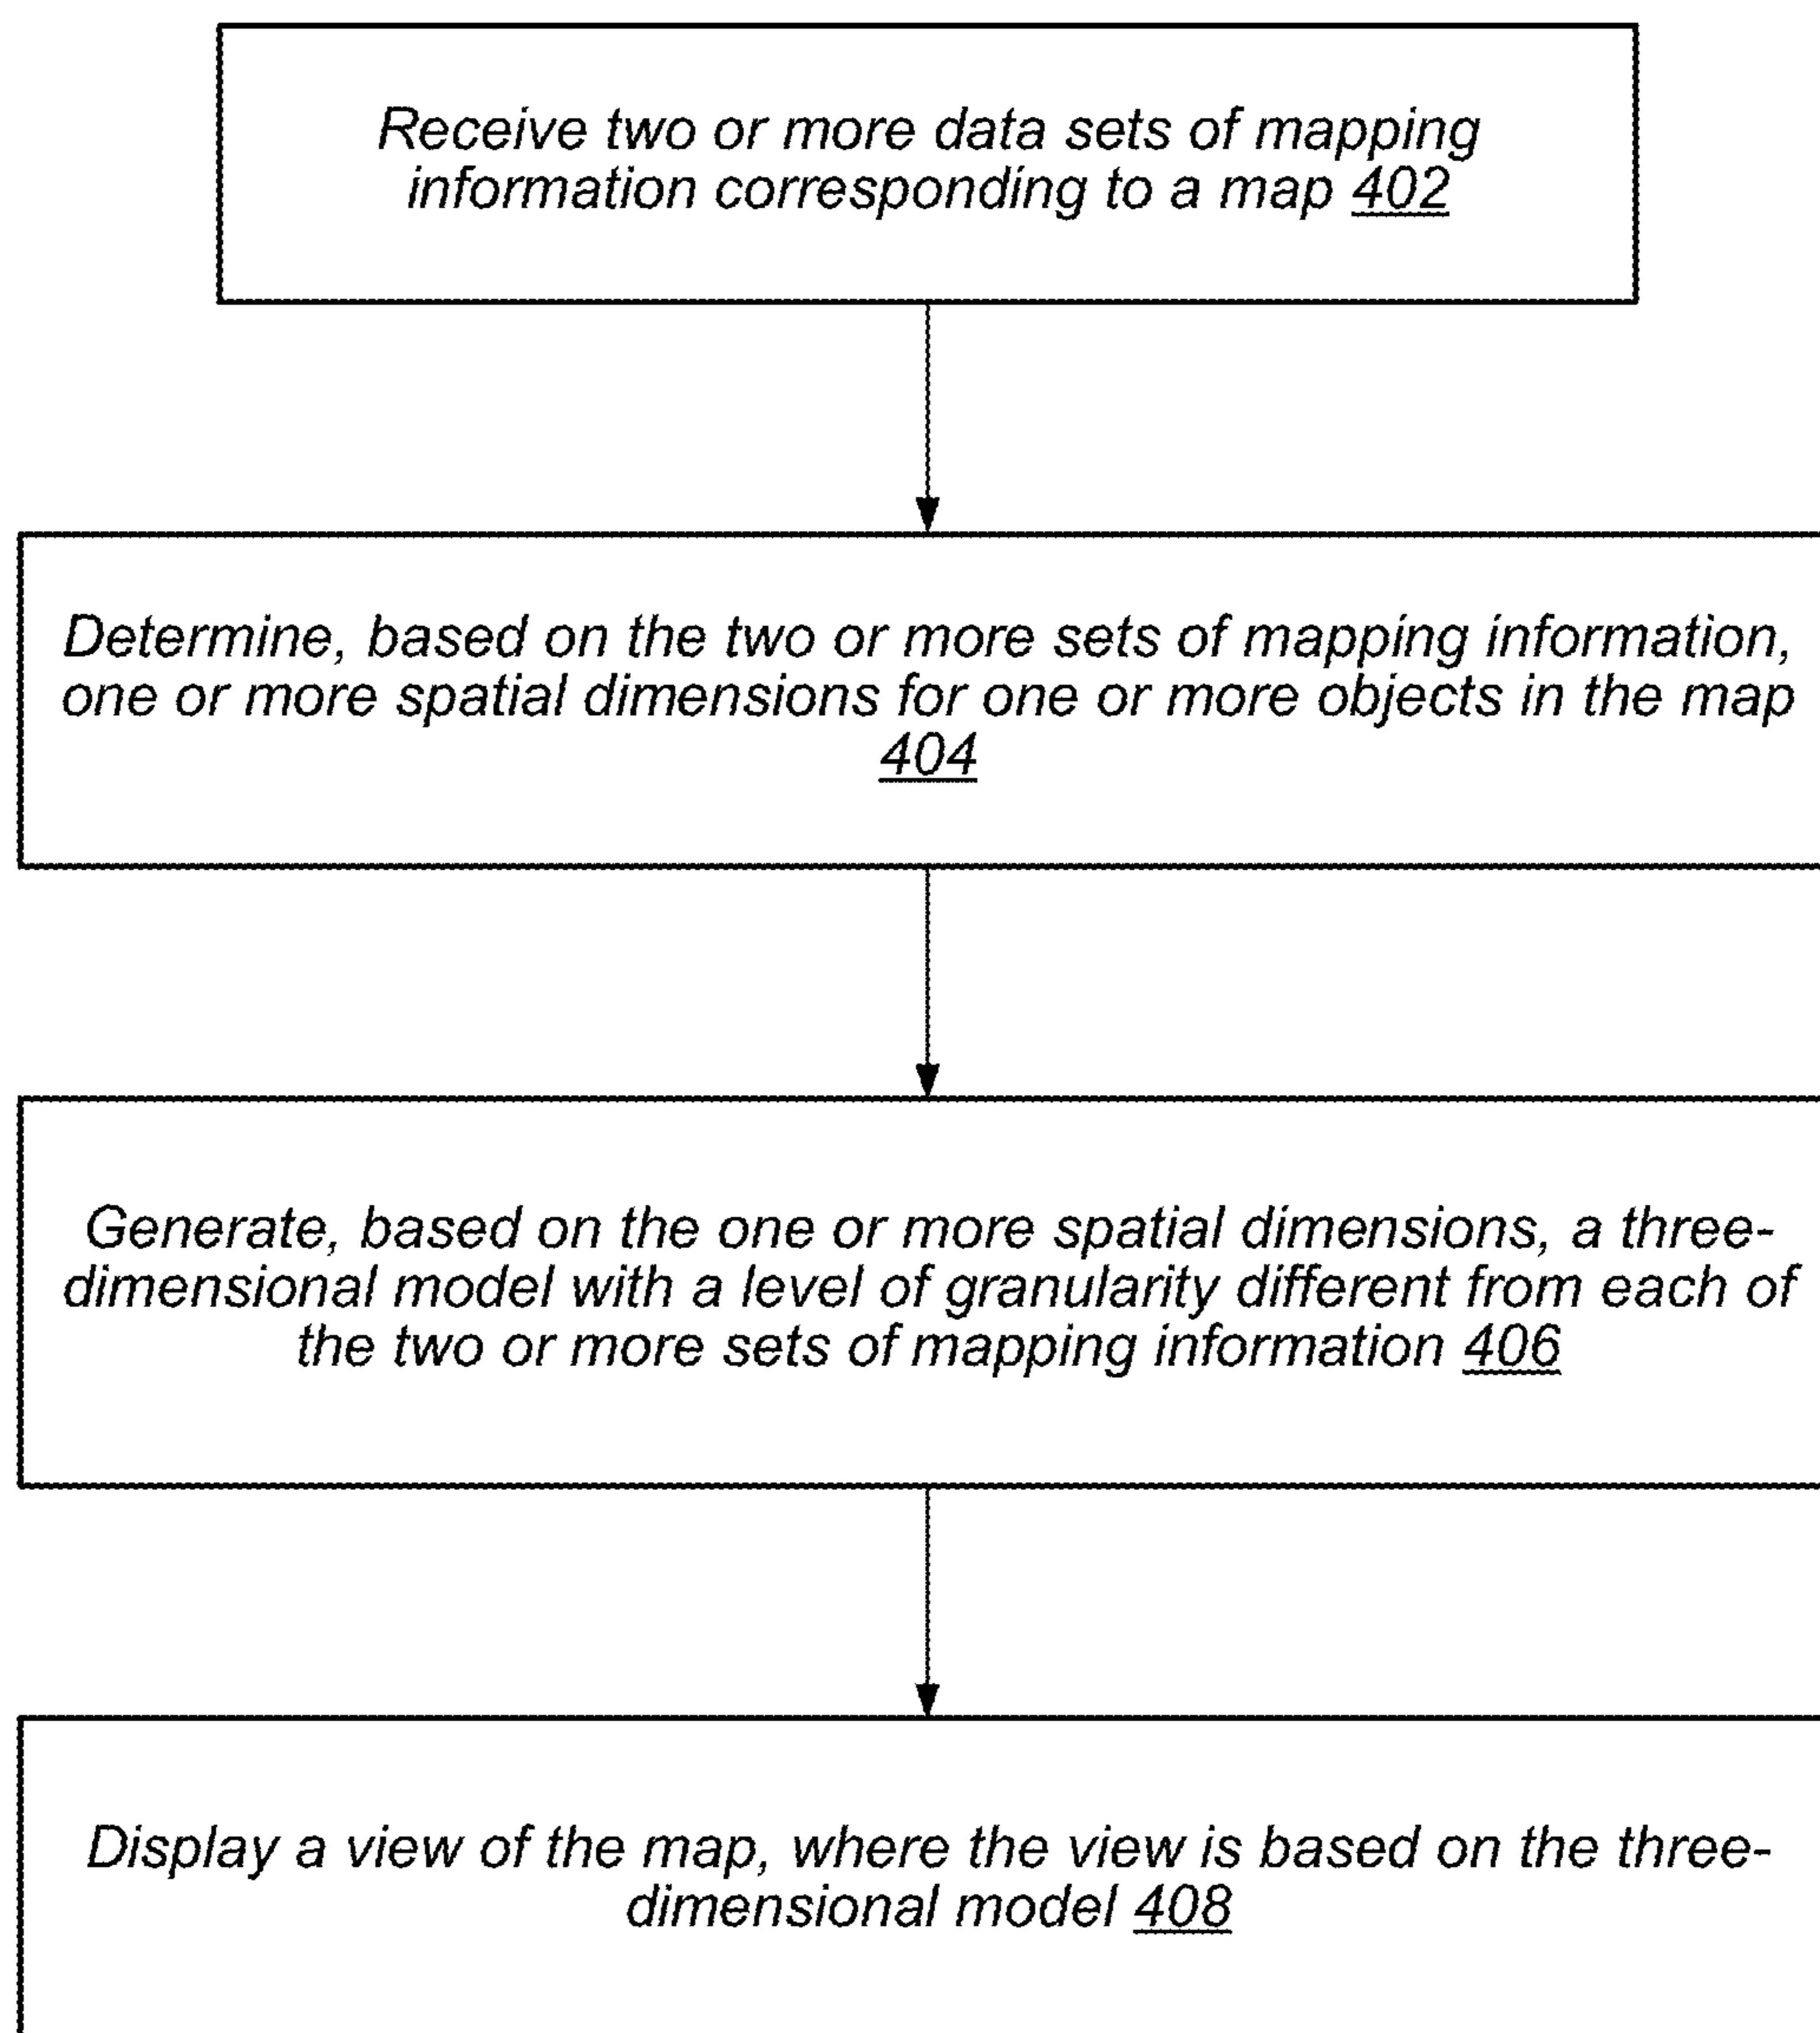 Receive two or more data sets of mapping
information corresponding to a map 402
Determine, based on the two or more sets of mapping information,
one or more spatial dimensions for one or more objects in the map
404
Generate, based on the one or more spatial dimensions, a three-
dimensional model with a level of granularity different from each of
the two or more sets of mapping information 406
Display a view of the map, where the view is based on the three-
dimensional model 408